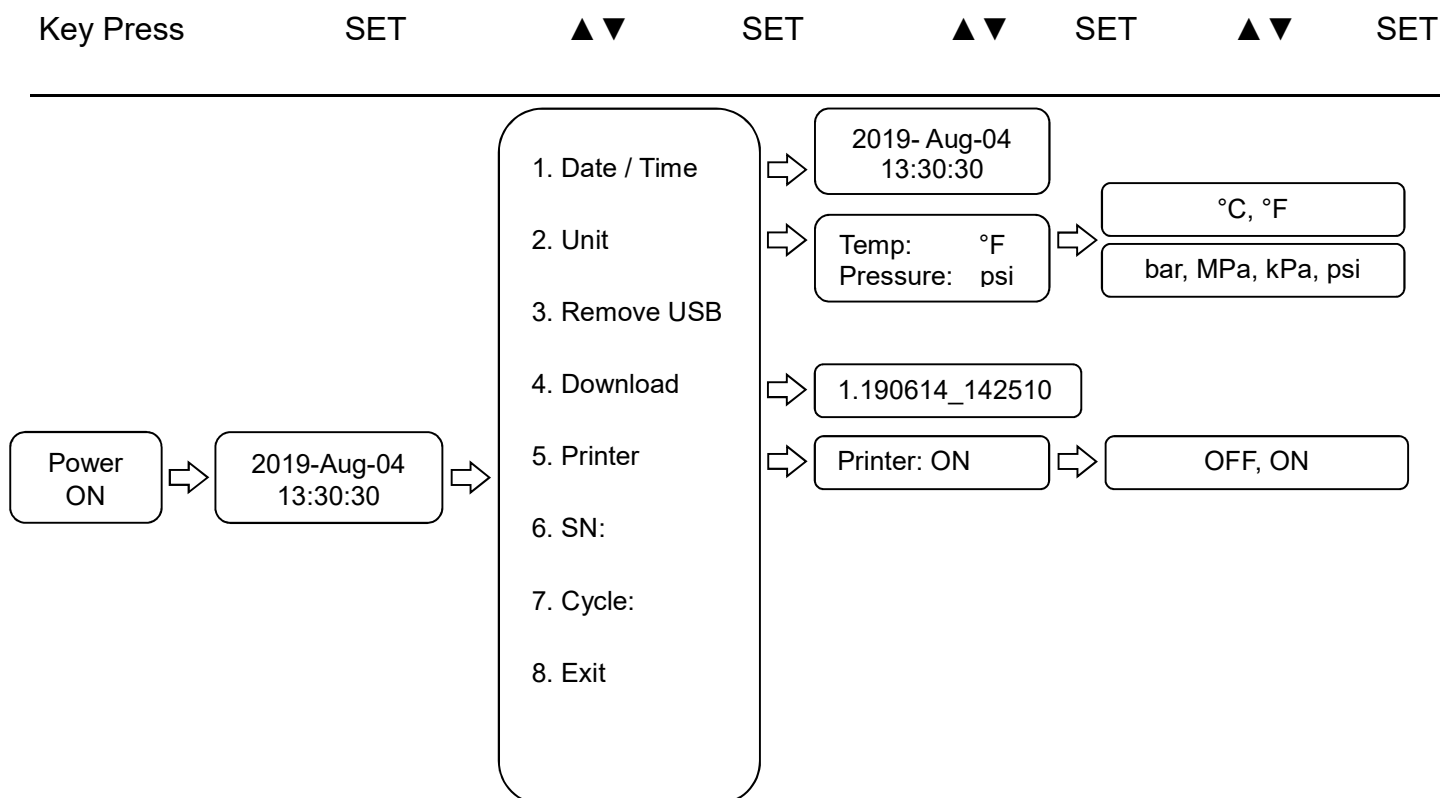 Key Press SET ▲▼ SET ▲▼ SET ▲▼ SET
Power
ON
2019-Aug-04
13:30:30
1. Date / Time
2. Unit
3. Remove USB
4. Download
5. Printer
6. SN:
7. Cycle:
8. Exit
2019- Aug-04
13:30:30
Temp: °F
Pressure: psi
°C, °F
bar, MPa, kPa, psi
1.190614_142510
Printer: ON
OFF, ON